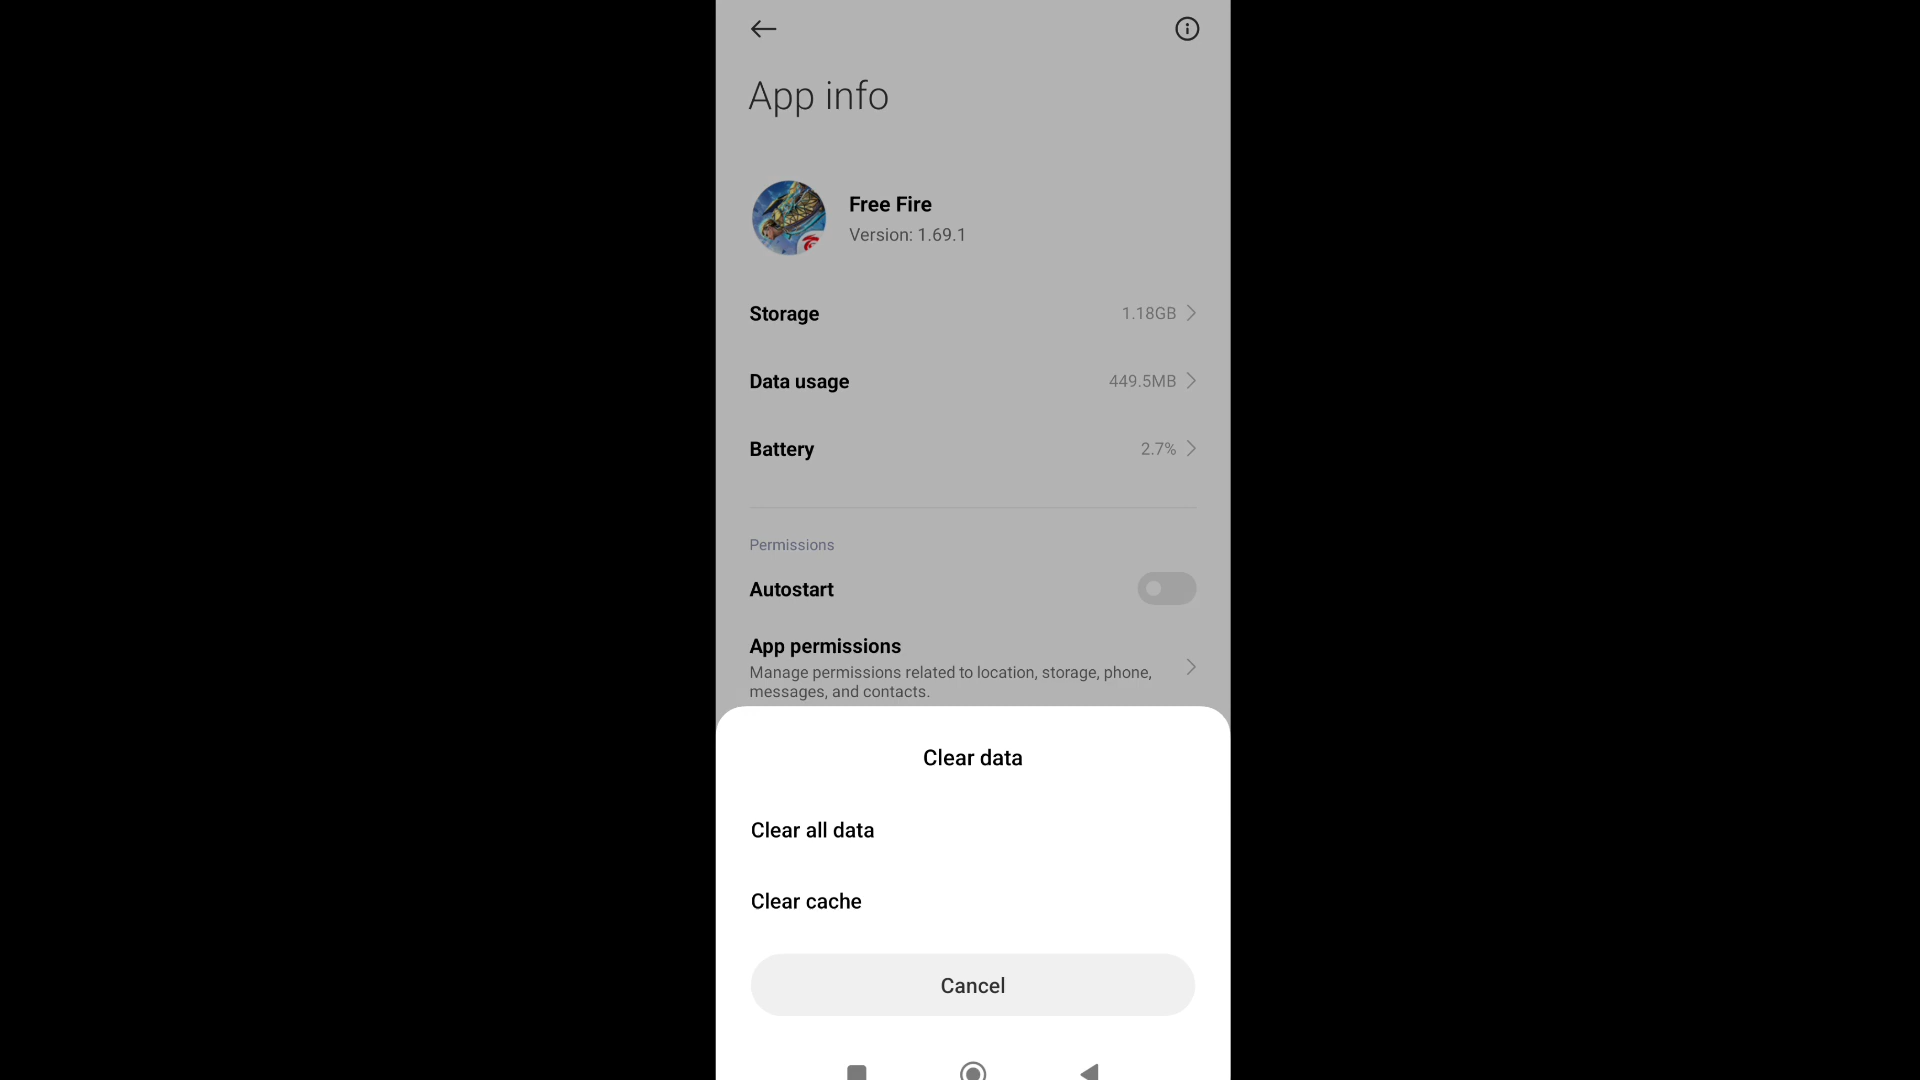 App info
Free Fire
Version: 1.69.1
Storage 1.18GB
Data usage 449.5MB
Battery 2.7%
Permissions
Autostart
App permissions
Manage permissions related to location, storage, phone,
messages, and contacts.
Clear data
Clear all data
Clear cache
Cancel